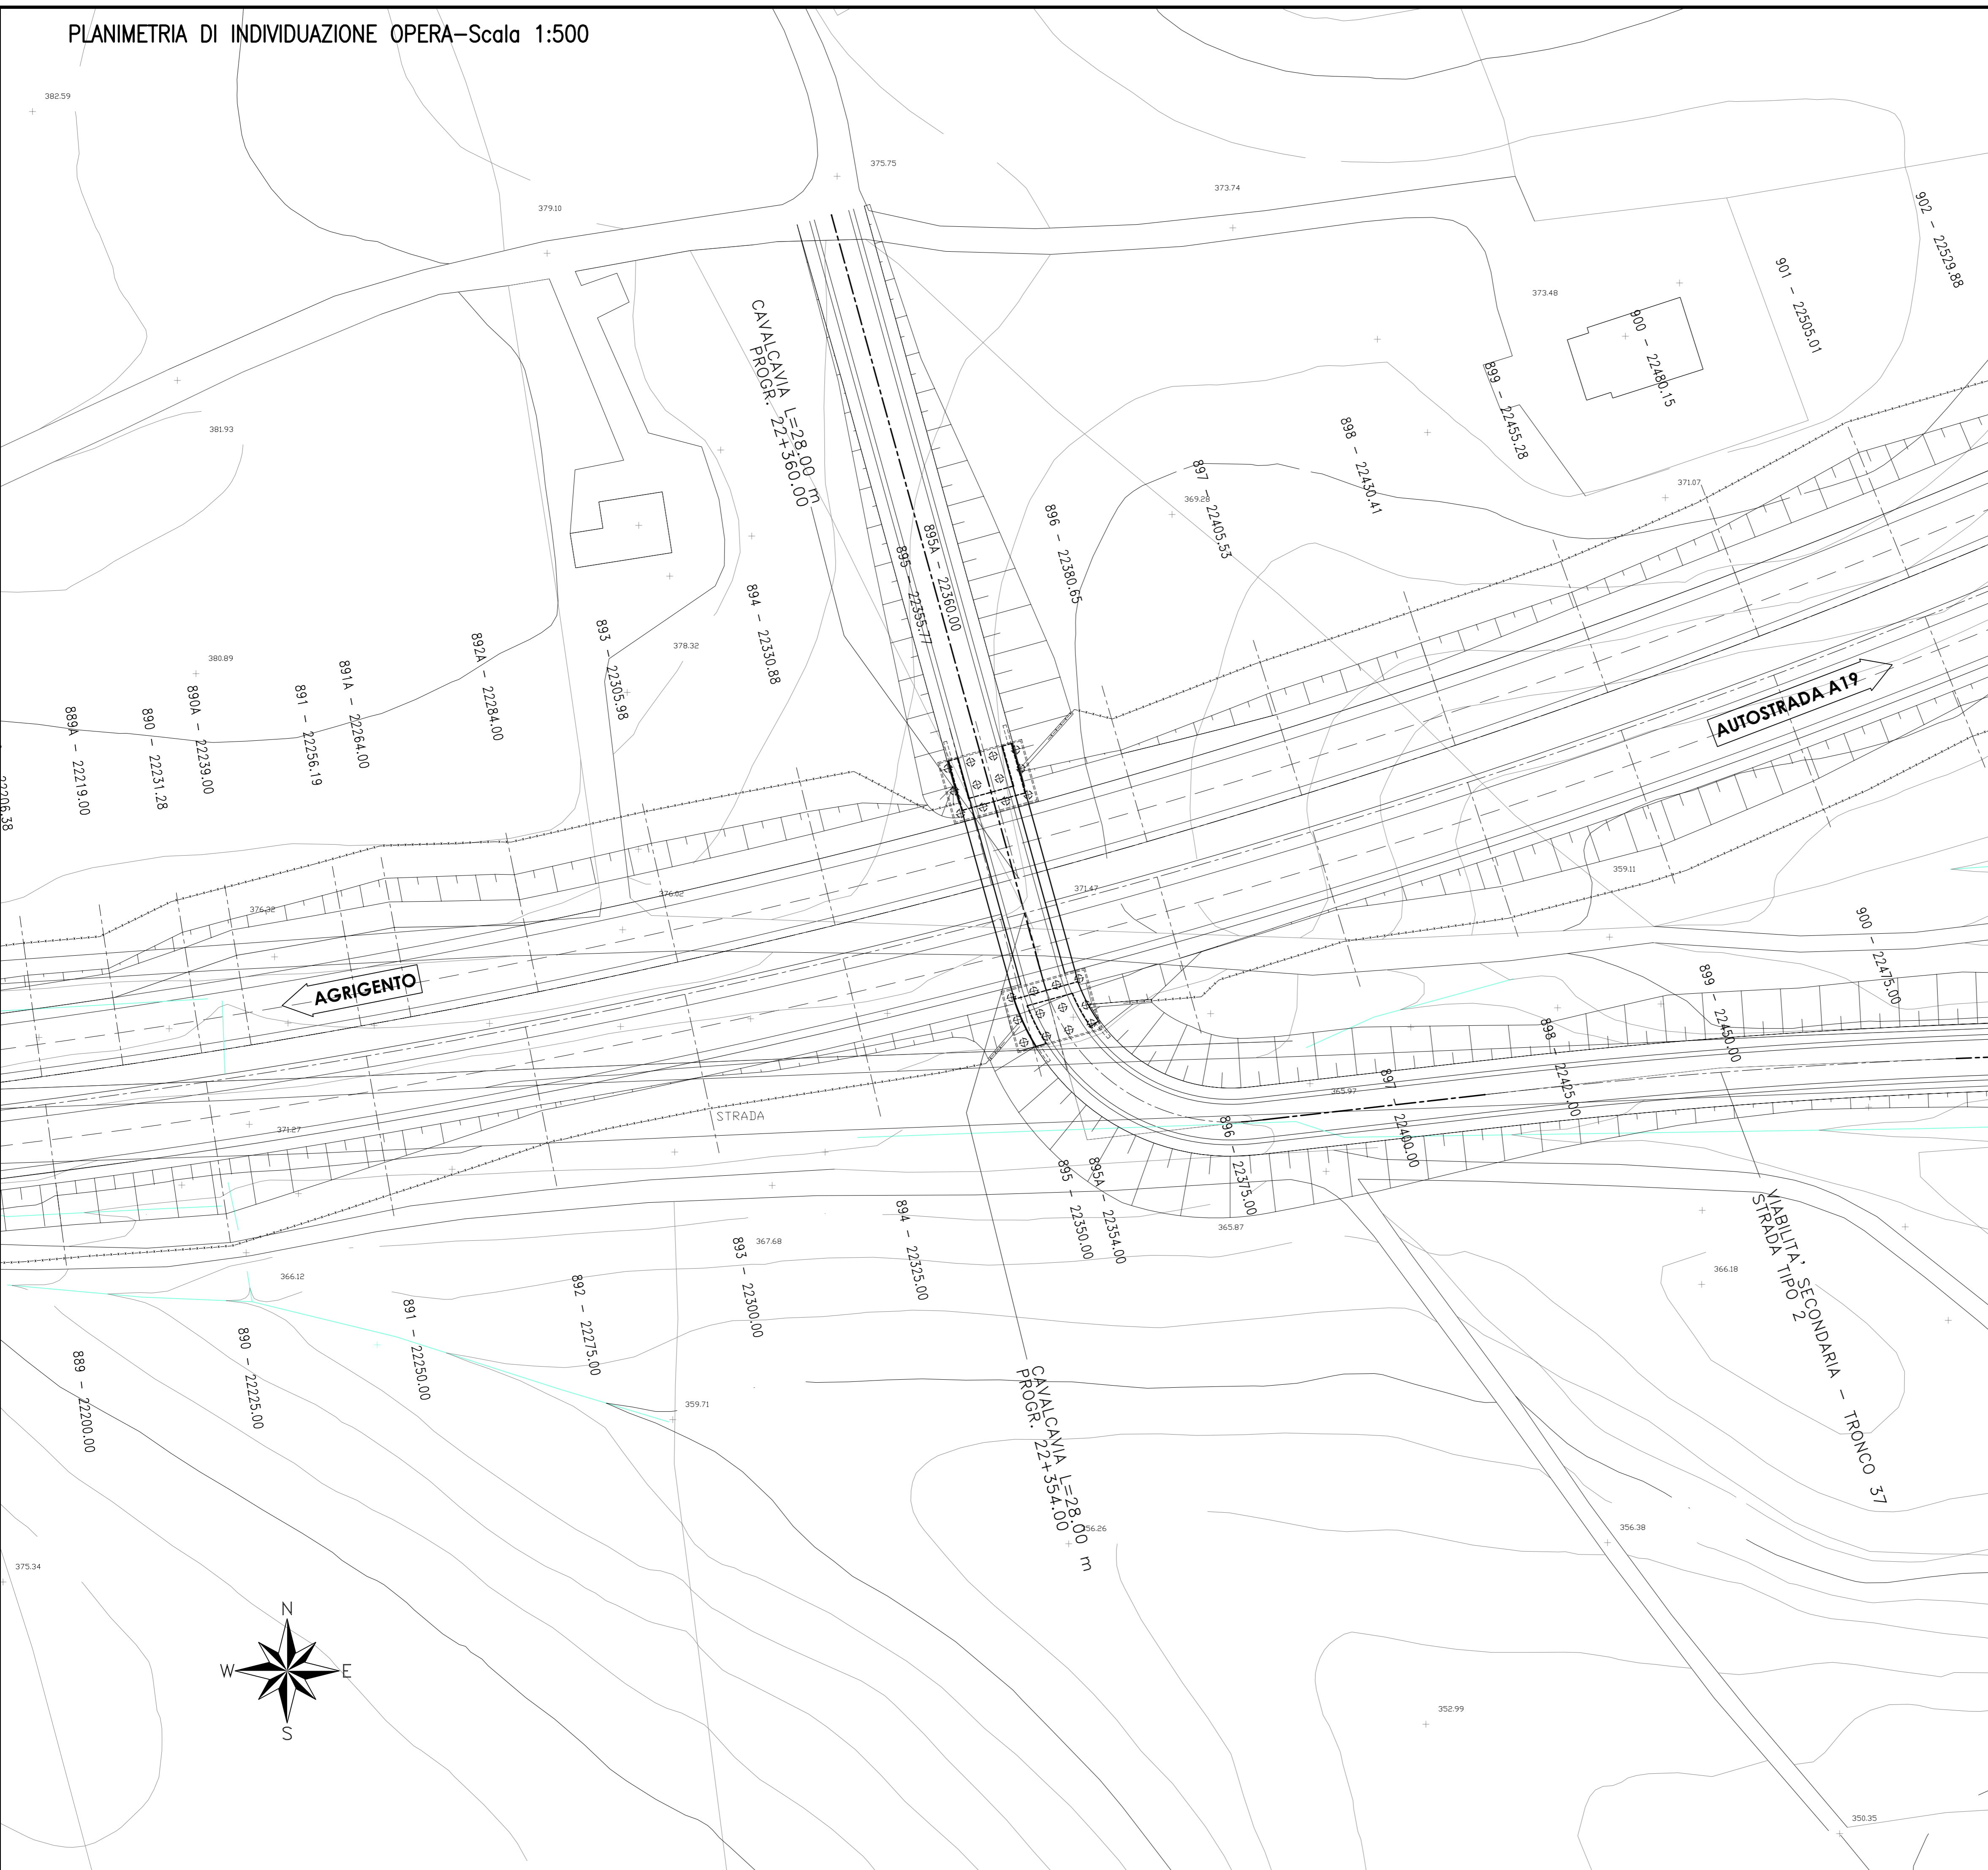 PLANIMETRIA DI INDIVIDUAZIONE OPERA-Scala 1:500
382.59
375.75
373.74
379.10
902 - 22529.88
901 - 22505.01
373.48
900 - 22480.15
CAVALCAVIA L=28.00 m
PROGR. 22+360.00
899 - 22455.28
381.93
898 - 22430.41
897 - 22405.53
369.28
371.07
896 - 22380.65
895A - 22360.00
895 - 22355.77
894 - 22330.88
893 - 22305.98
378.32
892A - 22284.00
380.89
891A - 22264.00
891 - 22256.19
890A - 22239.00
890 - 22231.28
889A - 22219.00
22206.38
AUTOSTRADA A19
359.11
371.47
376.02
376.32
AGRIGENTO
900 - 22475.00
899 - 22450.00
898 - 22425.00
897 - 22400.00
365.97
STRADA
371.27
896 - 22375.00
895A - 22354.00
895 - 22350.00
365.87
894 - 22325.00
367.68
893 - 22300.00
366.12
892 - 22275.00
891 - 22250.00
890 - 22225.00
889 - 22200.00
366.18
VIABILITA' SECONDARIA - TRONCO 37
STRADA TIPO 2
359.71
CAVALCAVIA L=28.00 m
PROGR. 22+354.00
356.26
356.38
375.34
N
W
E
S
352.99
350.35